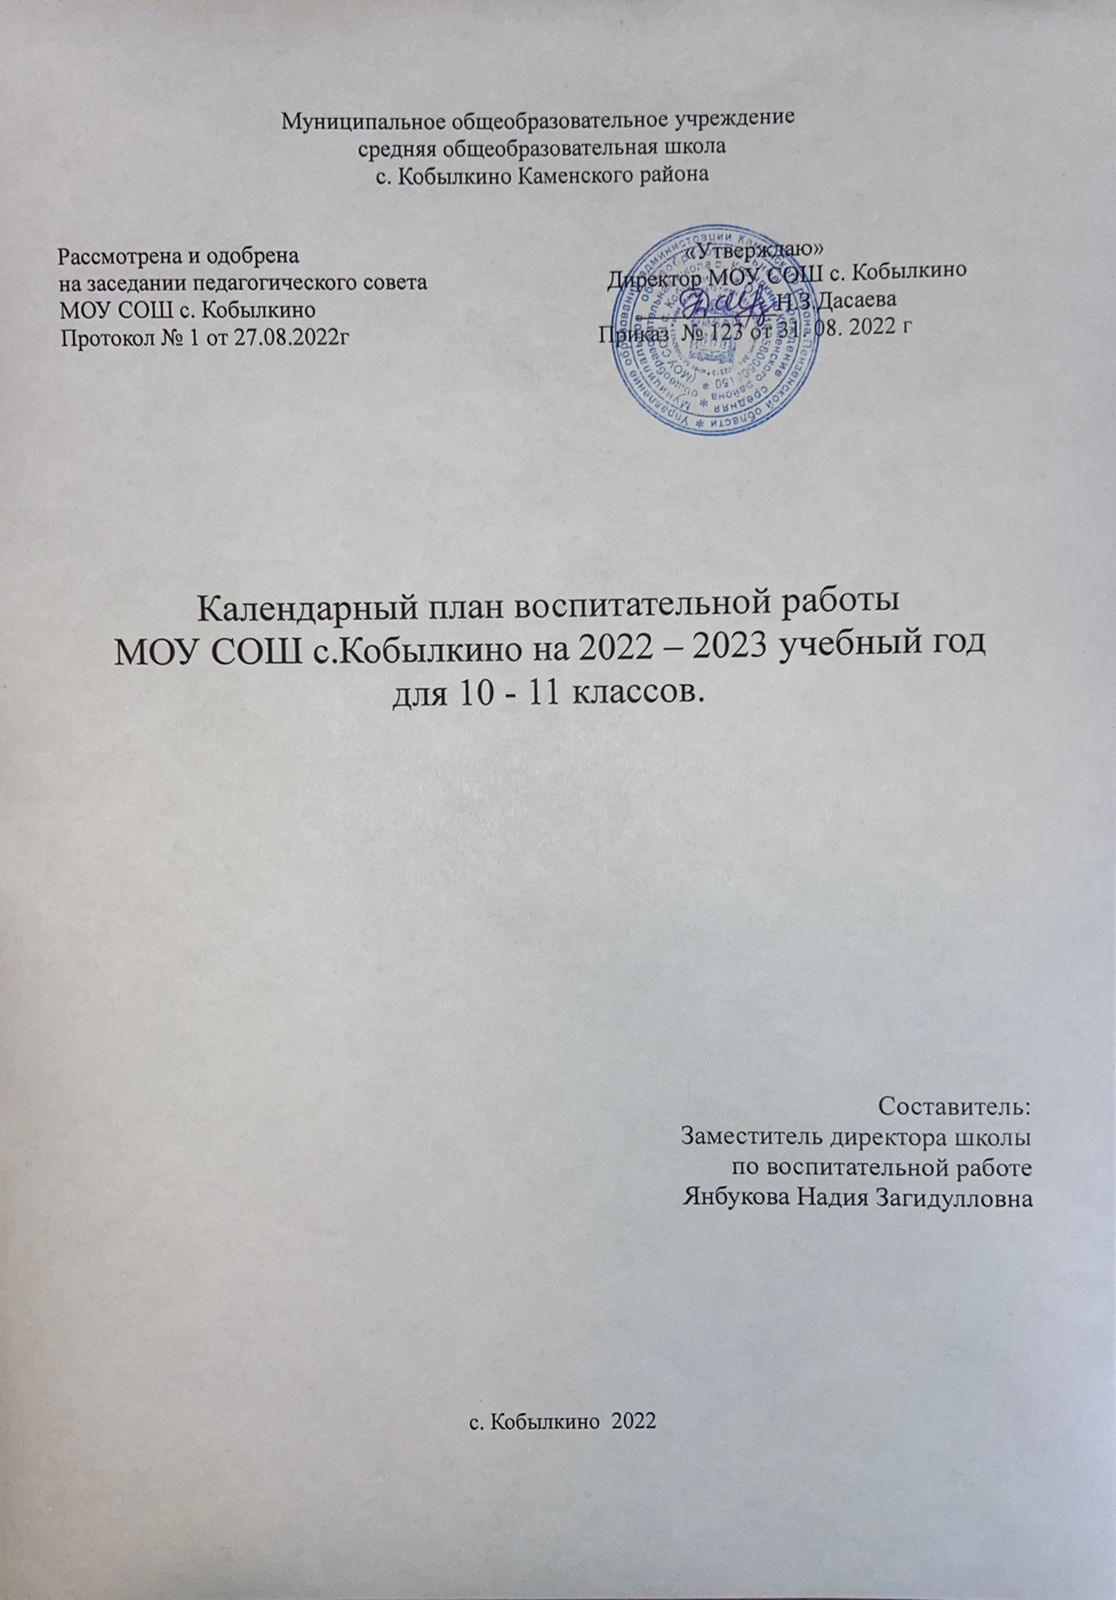 Муниципальное общеобразовательное учреждение
средняя общеобразовательная школа
с. Кобылкино Каменского района
Рассмотрена и одобрена
на заседании педагогического совета
МОУ СОШ с. Кобылкино
Протокол № 1 от 27.08.2022г
«Утверждаю»
Директор МОУ СОШ с. Кобылкино
Н.З.Дасаева
Приказ № 123 от 31. 08. 2022 г
Календарный план воспитательной работы
МОУ СОШ с.Кобылкино на 2022 – 2023 учебный год
для 10 - 11 классов.
Составитель:
Заместитель директора школы
по воспитательной работе
Янбукова Надия Загидулловна
с. Кобылкино 2022